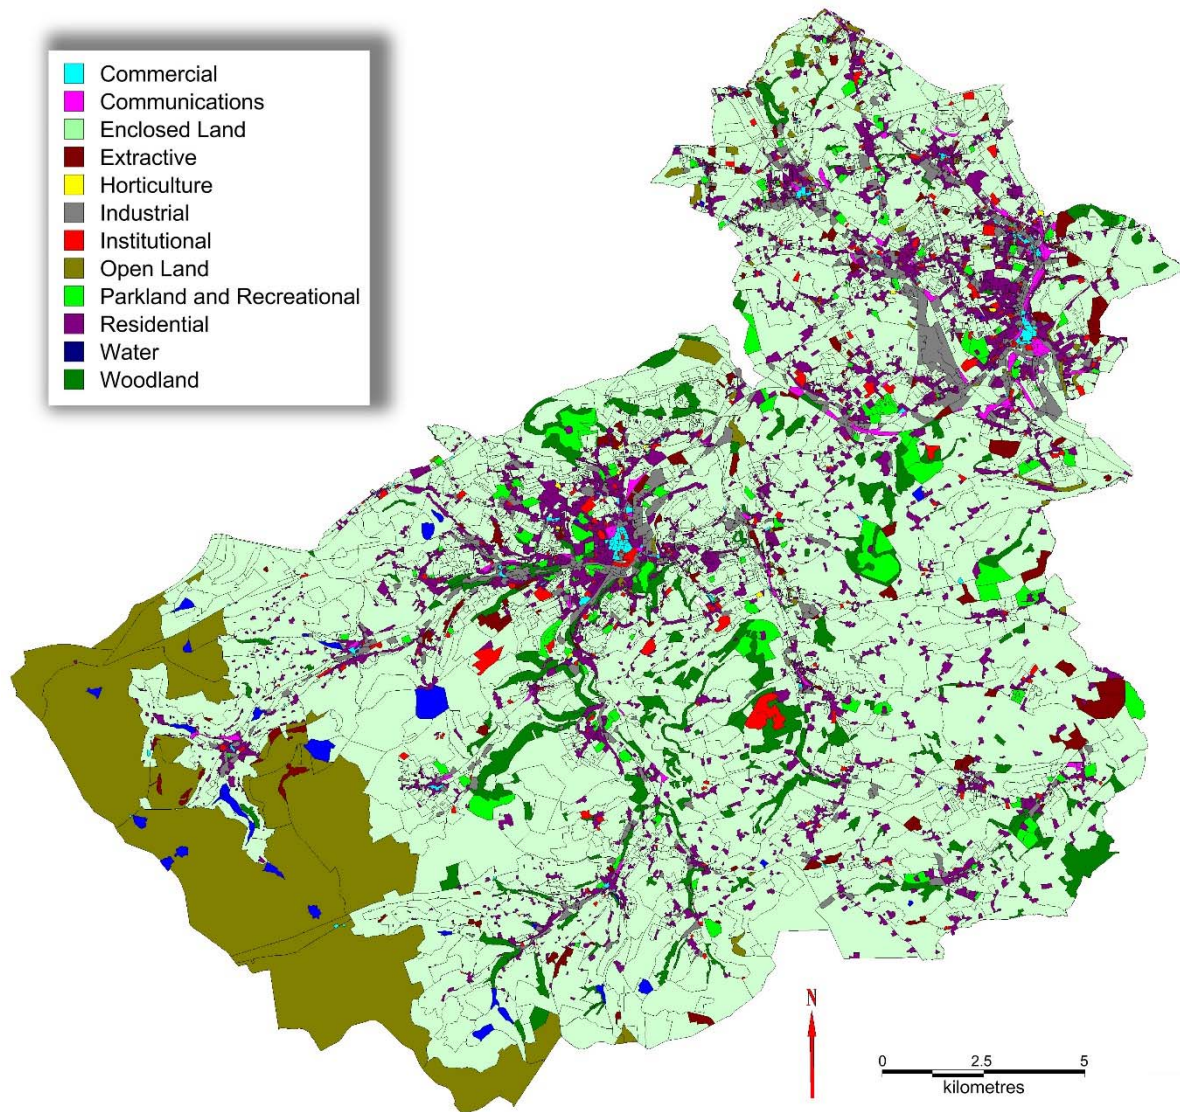 Commercial
Communications
Enclosed Land
Extractive
Horticulture
Industrial
Institutional
Open Land
Parkland and Recreational
Residential
Water
Woodland
N
0 2.5 5
kilometres